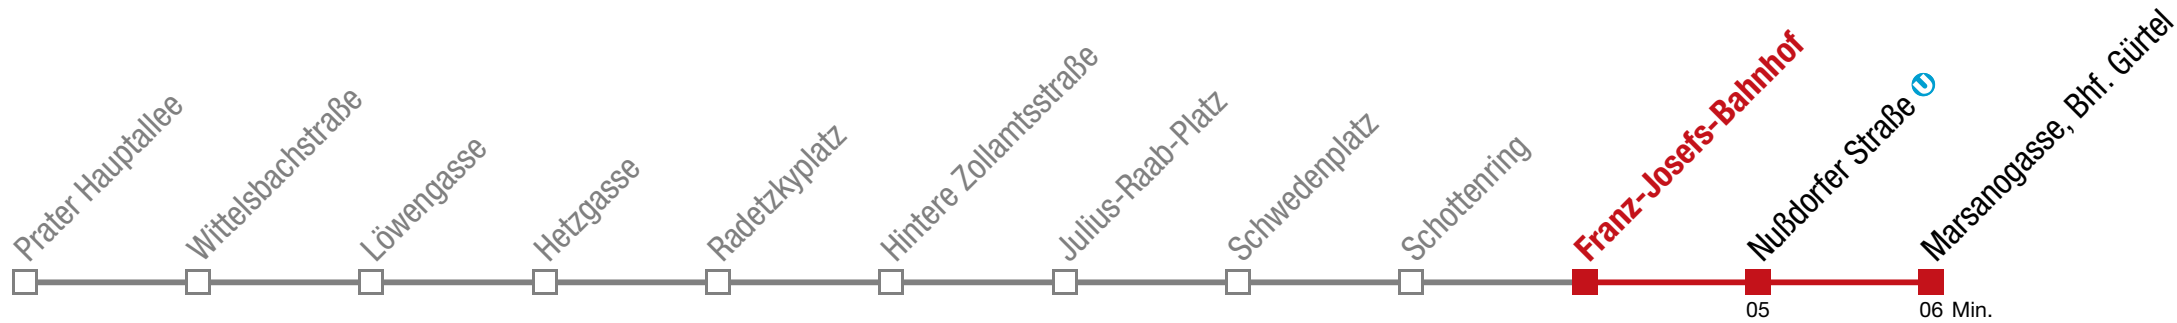 Prater Hauptallee
Wittelsbachstraße
Löwengasse
Hetzgasse
Radetzkyplatz
Hintere Zollamtsstraße
Julius-Raab-Platz
Schwedenplatz
Schottenring
Franz-Josefs-Bahnhof
Nußdorfer Straße U
Marsanogasse, Bhf. Gürtel
05
06 Min.